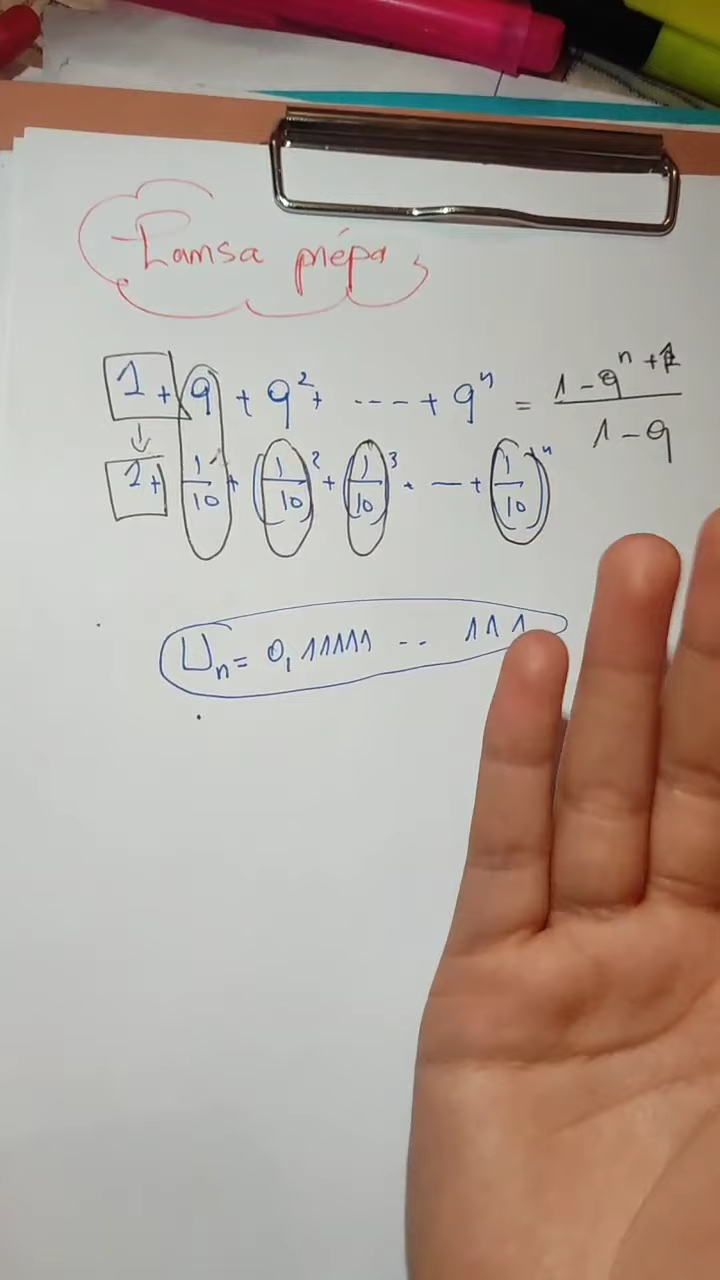 Lamsa prépa
1 + q + q² + ---- + qⁿ = (1 - qⁿ⁺¹)/(1 - q)
1 + 1/10 + (1/10)² + (1/10)³ + --- + (1/10)ⁿ
Uₙ = 0,11111 -- 111